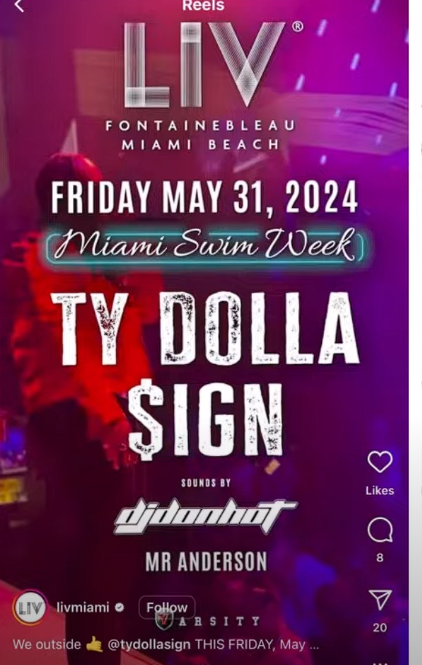 Reels
LIV®
FONTAINEBLEAU
MIAMI BEACH
FRIDAY MAY 31, 2024
Miami Swim Week
TY DOLLA
$IGN
SOUNDS BY
djdonhot
MR ANDERSON
Likes
8
LIV livmiami Follow
ARSITY
20
We outside 🤙 @tydollasign THIS FRIDAY, May ...